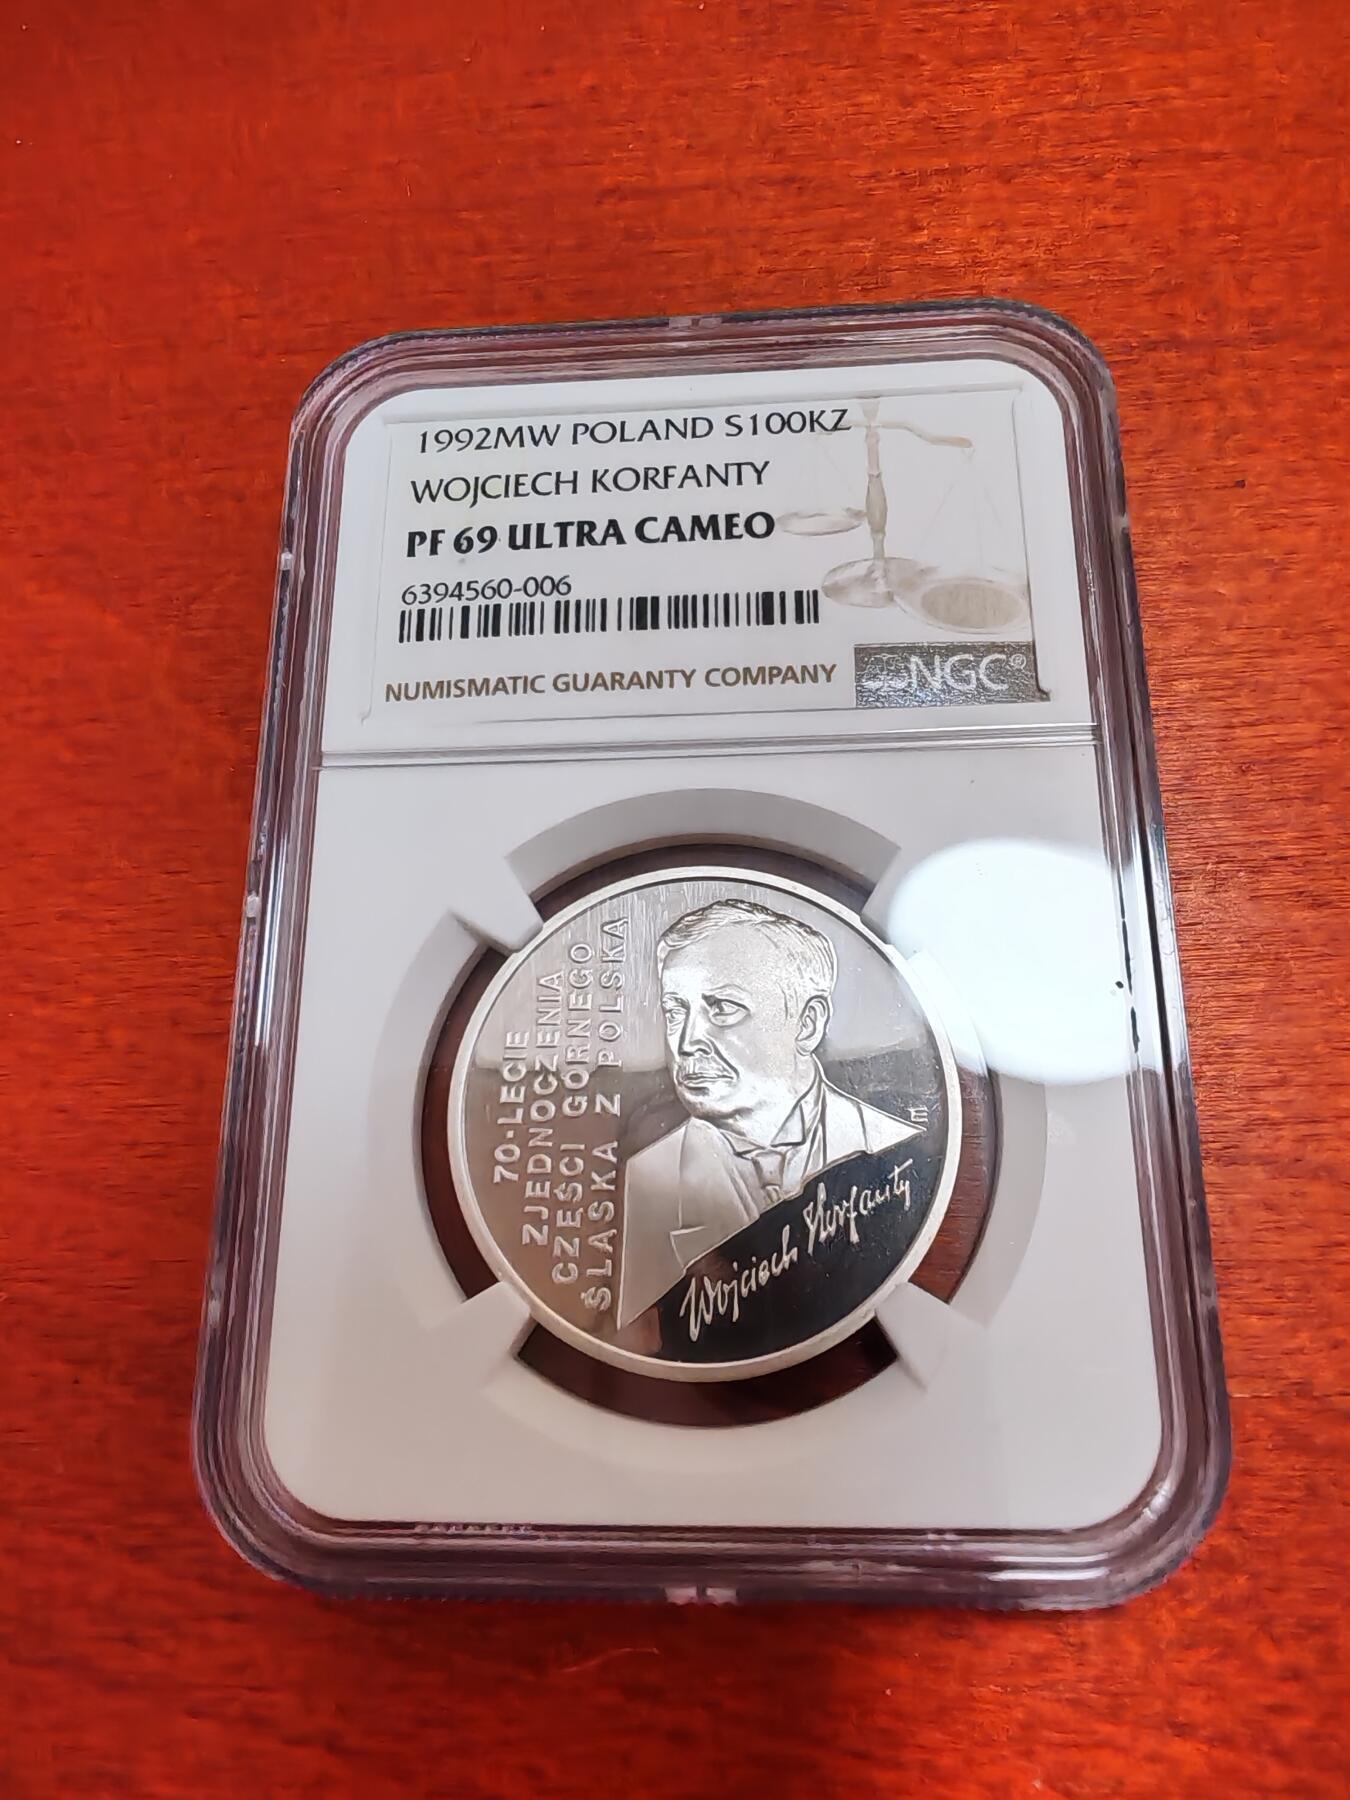 1992MW POLAND S100KZ
WOJCIECH KORFANTY
PF 69 ULTRA CAMEO
6394560-006
NUMISMATIC GUARANTY COMPANY
NGC®
70-LECIE
ZJEDNOCZENIA
CZĘŚCI GÓRNEGO
ŚLĄSKA Z POLSKĄ
Wojciech Korfanty